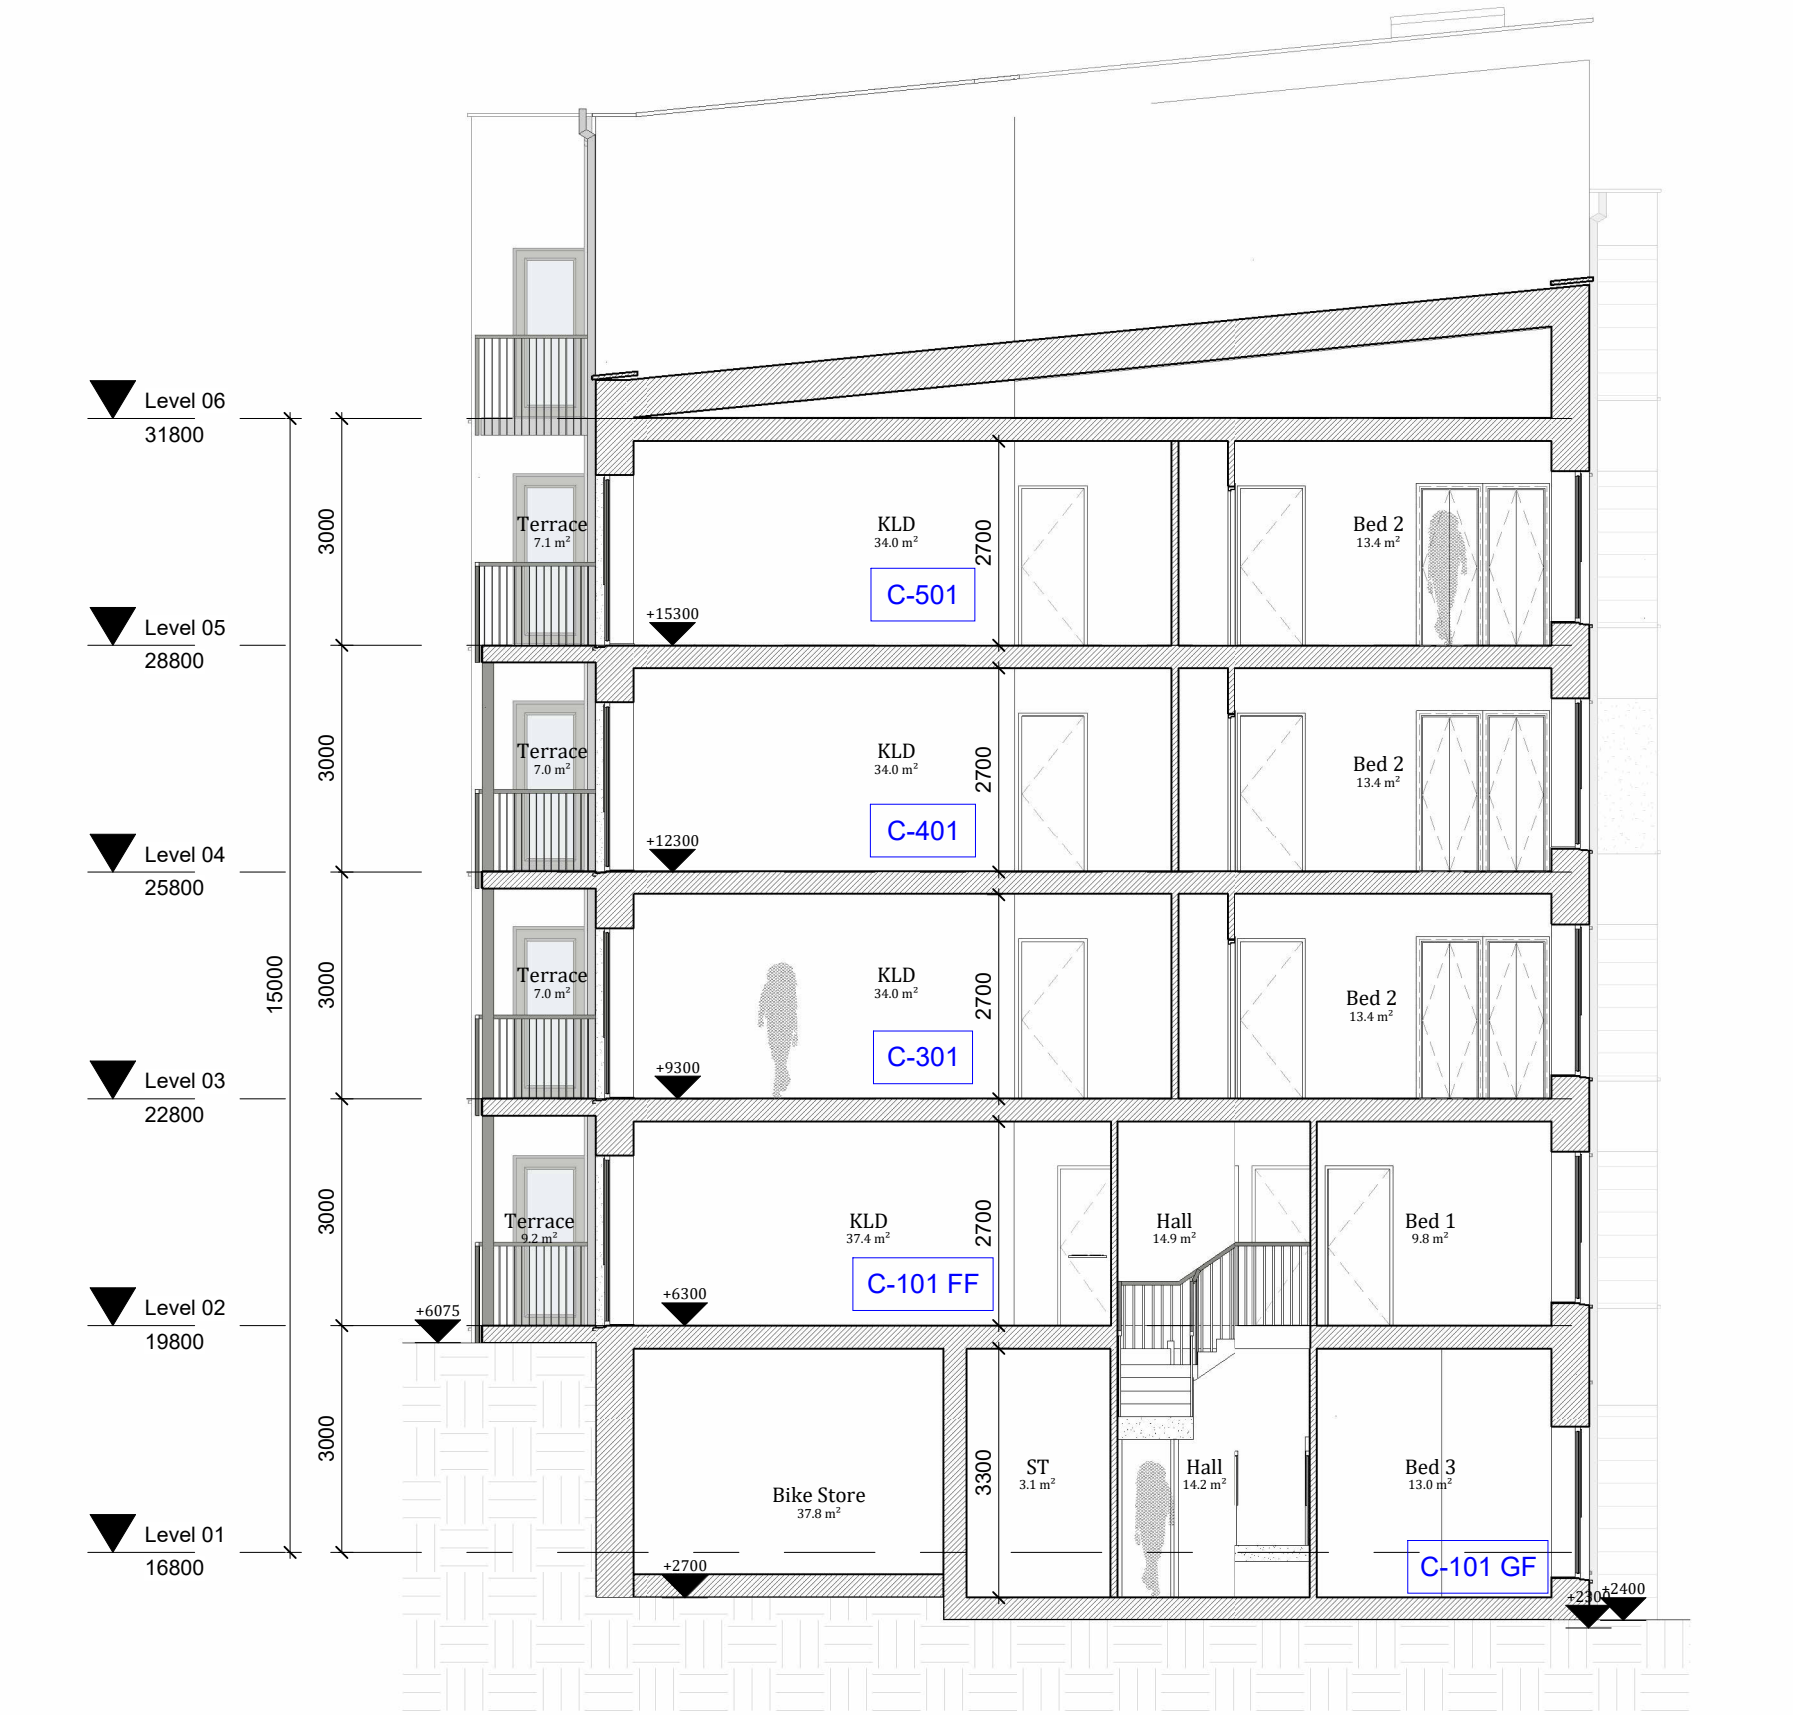 Level 06
31800
3000
Terrace
7.1 m²
KLD
34.0 m²
2700
Bed 2
13.4 m²
C-501
+15300
Level 05
28800
3000
Terrace
7.0 m²
KLD
34.0 m²
2700
Bed 2
13.4 m²
C-401
+12300
Level 04
25800
15000
3000
Terrace
7.0 m²
KLD
34.0 m²
2700
Bed 2
13.4 m²
C-301
+9300
Level 03
22800
3000
Terrace
9.2 m²
KLD
37.4 m²
2700
Hall
14.9 m²
Bed 1
9.8 m²
C-101 FF
+6300
+6075
Level 02
19800
3000
Bike Store
37.8 m²
3300
ST
3.1 m²
Hall
14.2 m²
Bed 3
13.0 m²
Level 01
16800
C-101 GF
+2700
+2300
+2400